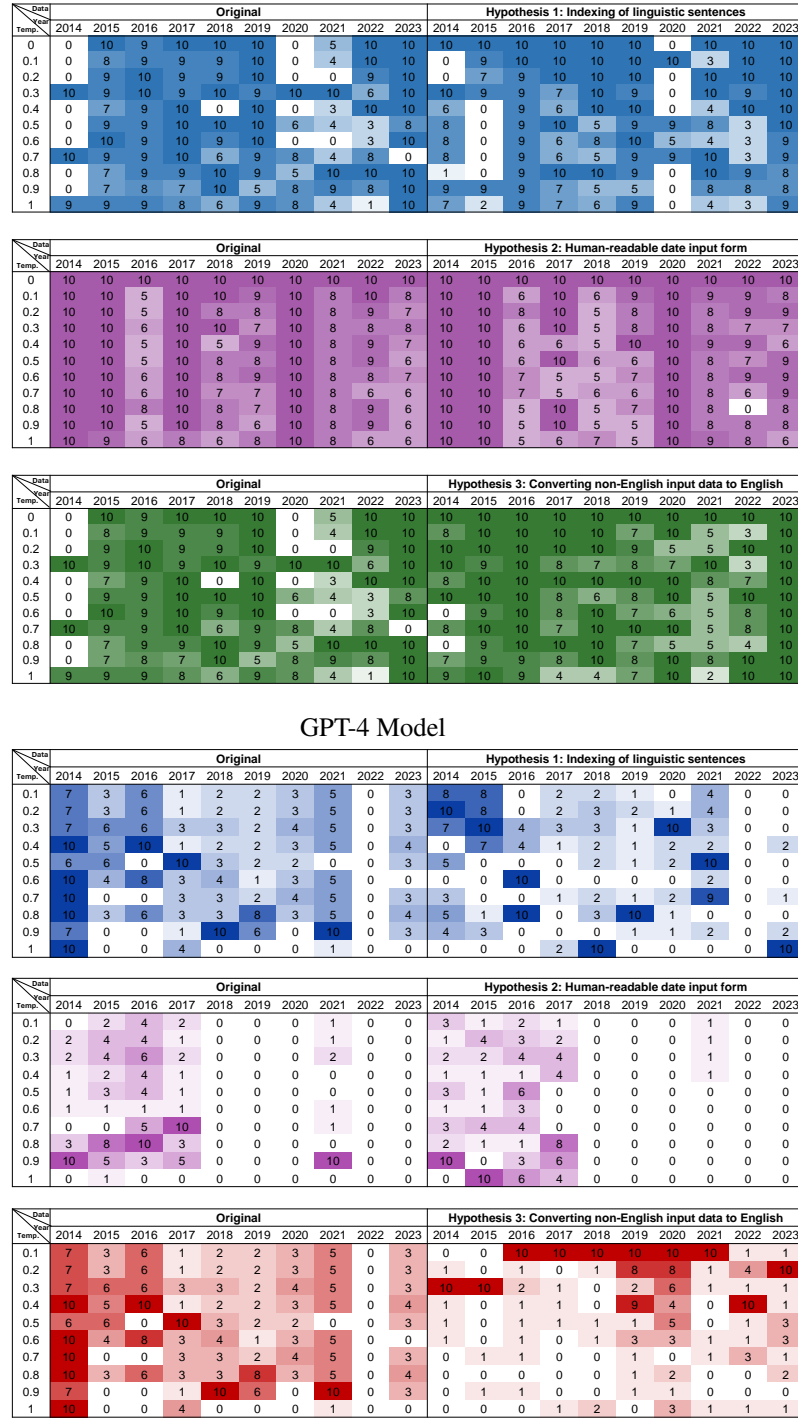 Data Original Hypothesis 1: Indexing of linguistic sentences
Year
Temp. 2014 2015 2016 2017 2018 2019 2020 2021 2022 2023 2014 2015 2016 2017 2018 2019 2020 2021 2022 2023
0 0 10 9 10 10 10 0 5 10 10 10 10 10 10 10 10 0 10 10 10
0.1 0 8 9 9 9 10 0 4 10 10 0 9 10 10 10 10 10 3 10 10
0.2 0 9 10 9 9 10 0 0 9 10 0 7 9 10 10 10 0 10 10 10
0.3 10 9 10 9 10 9 10 10 6 10 10 9 9 7 10 9 0 10 9 10
0.4 0 7 9 10 0 10 0 3 10 10 6 0 9 6 10 10 0 4 10 10
0.5 0 9 9 10 10 10 6 4 3 8 8 0 9 10 5 9 9 8 3 10
0.6 0 10 9 10 9 10 0 0 3 10 8 0 9 6 8 10 5 4 3 9
0.7 10 9 9 10 6 9 8 4 8 0 8 0 9 6 5 9 9 10 3 9
0.8 0 7 9 9 10 9 5 10 10 10 1 0 9 10 10 9 0 10 9 8
0.9 0 7 8 7 10 5 8 9 8 10 9 9 9 7 5 5 0 8 8 8
1 9 9 9 8 6 9 8 4 1 10 7 2 9 7 6 9 0 4 3 9
Data Original Hypothesis 2: Human-readable date input form
Year
Temp. 2014 2015 2016 2017 2018 2019 2020 2021 2022 2023 2014 2015 2016 2017 2018 2019 2020 2021 2022 2023
0 10 10 10 10 10 10 10 10 10 10 10 10 10 10 10 10 10 10 10 10
0.1 10 10 5 10 10 9 10 8 10 8 10 10 6 10 6 9 10 9 9 8
0.2 10 10 5 10 8 8 10 8 9 7 10 10 8 10 5 8 10 8 9 9
0.3 10 10 6 10 10 7 10 8 8 8 10 10 6 10 5 8 10 8 7 7
0.4 10 10 5 10 5 9 10 8 9 7 10 10 6 6 5 10 10 9 9 6
0.5 10 10 5 10 8 8 10 8 9 6 10 10 6 10 6 6 10 8 7 9
0.6 10 10 6 10 8 9 10 8 8 7 10 10 7 5 5 7 10 8 9 9
0.7 10 10 6 10 7 7 10 8 6 6 10 10 7 5 6 6 10 8 6 9
0.8 10 10 8 10 8 7 10 8 9 6 10 10 5 10 5 7 10 8 0 8
0.9 10 10 5 10 8 6 10 8 9 6 10 10 5 5 5 5 10 8 8 8
1 10 9 6 8 6 8 10 8 6 6 10 10 5 6 7 5 10 9 8 6
Data Original Hypothesis 3: Converting non-English input data to English
Year
Temp. 2014 2015 2016 2017 2018 2019 2020 2021 2022 2023 2014 2015 2016 2017 2018 2019 2020 2021 2022 2023
0 0 10 9 10 10 10 0 5 10 10 10 10 10 10 10 10 10 10 10 10
0.1 0 8 9 9 9 10 0 4 10 10 8 10 10 10 10 7 10 5 3 10
0.2 0 9 10 9 9 10 0 0 9 10 10 10 10 10 10 9 5 5 10 10
0.3 10 9 10 9 10 9 10 10 6 10 10 9 10 8 7 8 7 10 3 10
0.4 0 7 9 10 0 10 0 3 10 10 8 10 10 10 10 10 10 8 7 10
0.5 0 9 9 10 10 10 6 4 3 8 10 10 10 8 6 8 10 5 10 10
0.6 0 10 9 10 9 10 0 0 3 10 0 9 10 8 10 7 6 5 8 10
0.7 10 9 9 10 6 9 8 4 8 0 8 10 10 7 10 10 10 5 8 10
0.8 0 7 9 9 10 9 5 10 10 10 0 9 10 10 10 7 5 5 4 10
0.9 0 7 8 7 10 5 8 9 8 10 7 9 9 8 10 8 10 8 10 10
1 9 9 9 8 6 9 8 4 1 10 9 10 9 4 4 7 10 2 10 10
GPT-4 Model
Data Original Hypothesis 1: Indexing of linguistic sentences
Year
Temp. 2014 2015 2016 2017 2018 2019 2020 2021 2022 2023 2014 2015 2016 2017 2018 2019 2020 2021 2022 2023
0.1 7 3 6 1 2 2 3 5 0 3 8 8 0 2 2 1 0 4 0 0
0.2 7 3 6 1 2 2 3 5 0 3 10 8 0 2 3 2 1 4 0 0
0.3 7 6 6 3 3 2 4 5 0 3 7 10 4 3 3 1 10 3 0 0
0.4 10 5 10 1 2 2 3 5 0 4 0 7 4 1 2 1 2 2 0 2
0.5 6 6 0 10 3 2 2 0 0 3 5 0 0 0 2 1 2 10 0 0
0.6 10 4 8 3 4 1 3 5 0 0 0 0 10 0 0 0 0 2 0 0
0.7 10 0 0 3 3 2 4 5 0 3 3 0 0 1 2 1 2 9 0 1
0.8 10 3 6 3 3 8 3 5 0 4 5 1 10 0 3 10 1 0 0 0
0.9 7 0 0 1 10 6 0 10 0 3 4 3 0 0 0 1 1 2 0 2
1 10 0 0 4 0 0 0 1 0 0 0 0 0 2 10 0 0 0 0 10
Data Original Hypothesis 2: Human-readable date input form
Year
Temp. 2014 2015 2016 2017 2018 2019 2020 2021 2022 2023 2014 2015 2016 2017 2018 2019 2020 2021 2022 2023
0.1 0 2 4 2 0 0 0 1 0 0 3 1 2 1 0 0 0 1 0 0
0.2 2 4 4 1 0 0 0 1 0 0 1 4 3 2 0 0 0 1 0 0
0.3 2 4 6 2 0 0 0 2 0 0 2 2 4 4 0 0 0 1 0 0
0.4 1 2 4 1 0 0 0 0 0 0 1 1 1 4 0 0 0 1 0 0
0.5 1 3 4 1 0 0 0 0 0 0 3 1 6 0 0 0 0 0 0 0
0.6 1 1 1 1 0 0 0 1 0 0 1 1 3 0 0 0 0 0 0 0
0.7 0 0 5 10 0 0 0 1 0 0 3 4 4 0 0 0 0 0 0 0
0.8 3 8 10 3 0 0 0 0 0 0 2 1 1 8 0 0 0 0 0 0
0.9 10 5 3 5 0 0 0 10 0 0 10 0 3 6 0 0 0 0 0 0
1 0 1 0 0 0 0 0 0 0 0 0 10 6 4 0 0 0 0 0 0
Data Original Hypothesis 3: Converting non-English input data to English
Year
Temp. 2014 2015 2016 2017 2018 2019 2020 2021 2022 2023 2014 2015 2016 2017 2018 2019 2020 2021 2022 2023
0.1 7 3 6 1 2 2 3 5 0 3 0 0 10 10 10 10 10 10 1 1
0.2 7 3 6 1 2 2 3 5 0 3 1 0 1 0 1 8 8 1 4 10
0.3 7 6 6 3 3 2 4 5 0 3 10 10 2 1 0 2 6 1 1 1
0.4 10 5 10 1 2 2 3 5 0 4 1 0 1 1 0 9 4 0 10 1
0.5 6 6 0 10 3 2 2 0 0 3 1 0 1 1 1 1 5 0 1 3
0.6 10 4 8 3 4 1 3 5 0 0 1 0 1 0 1 3 3 1 1 3
0.7 10 0 0 3 3 2 4 5 0 3 0 1 1 0 0 1 0 1 3 1
0.8 10 3 6 3 3 8 3 5 0 4 0 0 0 0 0 1 2 0 0 2
0.9 7 0 0 1 10 6 0 10 0 3 0 1 1 0 0 1 1 0 0 0
1 10 0 0 4 0 0 0 1 0 0 0 0 0 1 2 0 3 1 1 1